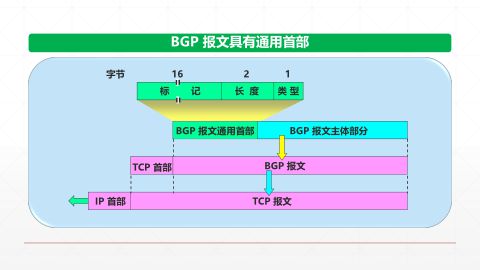 BGP 报文具有通用首部
字节 16 2 1
标 记 长 度 类 型
BGP 报文通用首部 BGP 报文主体部分
TCP 首部 BGP 报文
IP 首部 TCP 报文